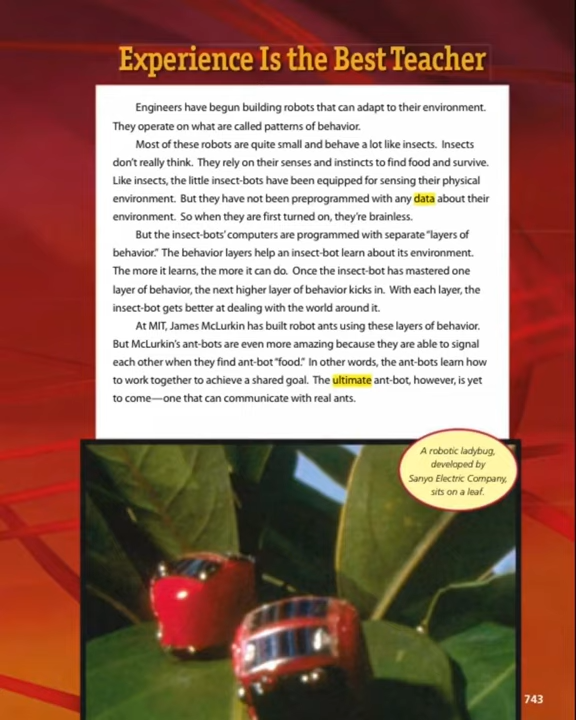 Experience Is the Best Teacher
Engineers have begun building robots that can adapt to their environment.
They operate on what are called patterns of behavior.
Most of these robots are quite small and behave a lot like insects. Insects
don't really think. They rely on their senses and instincts to find food and survive.
Like insects, the little insect-bots have been equipped for sensing their physical
environment. But they have not been preprogrammed with any data about their
environment. So when they are first turned on, they're brainless.
But the insect-bots' computers are programmed with separate "layers of
behavior." The behavior layers help an insect-bot learn about its environment.
The more it learns, the more it can do. Once the insect-bot has mastered one
layer of behavior, the next higher layer of behavior kicks in. With each layer, the
insect-bot gets better at dealing with the world around it.
At MIT, James McLurkin has built robot ants using these layers of behavior.
But McLurkin's ant-bots are even more amazing because they are able to signal
each other when they find ant-bot "food." In other words, the ant-bots learn how
to work together to achieve a shared goal. The ultimate ant-bot, however, is yet
to come—one that can communicate with real ants.
A robotic ladybug,
developed by
Sanyo Electric Company,
sits on a leaf.
743